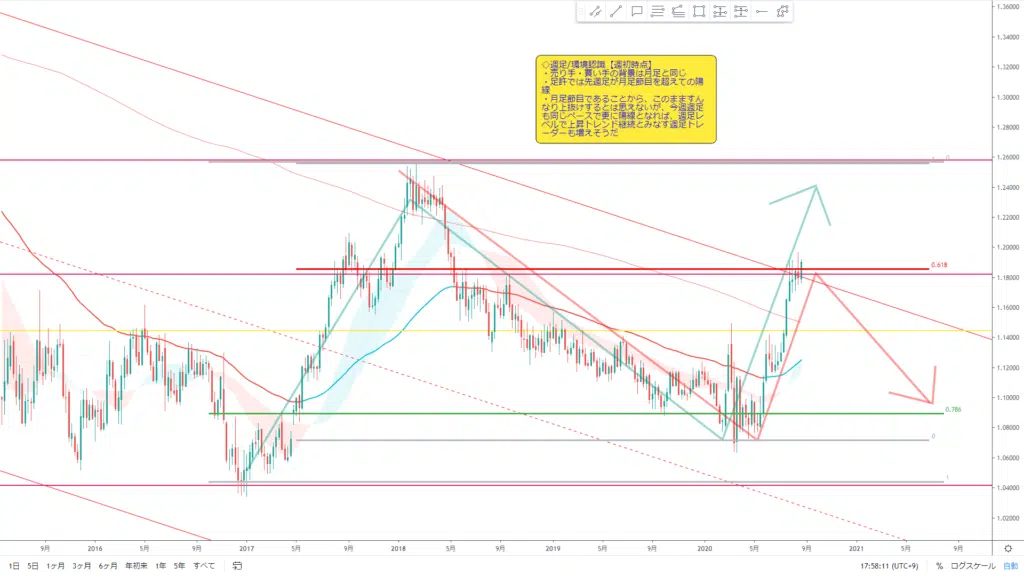 1.36000
1.34000
1.32000
1.30000
◇週足/環境認識【週初時点】
・売り手・買い手の背景は月足と同じ
・足許では先週足が月足節目を超えての陽
線
・月足節目であることから、このまますん
なり上抜けするとは思えないが、今週週足
も同じペースで更に陽線となれば、週足レ
ベルで上昇トレンド継続とみなす週足トレ
ーダーも増えそうだ
1.28000
1.26000
0
1.24000
1.22000
1.20000
0.618
1.18000
1.16000
1.14000
1.12000
1.10000
0.786
1.08000
0
1.06000
1
1.04000
1.02000
9月 2016 5月 9月 2017 5月 9月 2018 5月 9月 2019 5月 9月 2020 5月 9月 2021 5月 9月
1日 5日 1ヶ月 3ヶ月 6ヶ月 年初来 1年 5年 すべて 17:58:11 (UTC+9) % ログスケール 自動